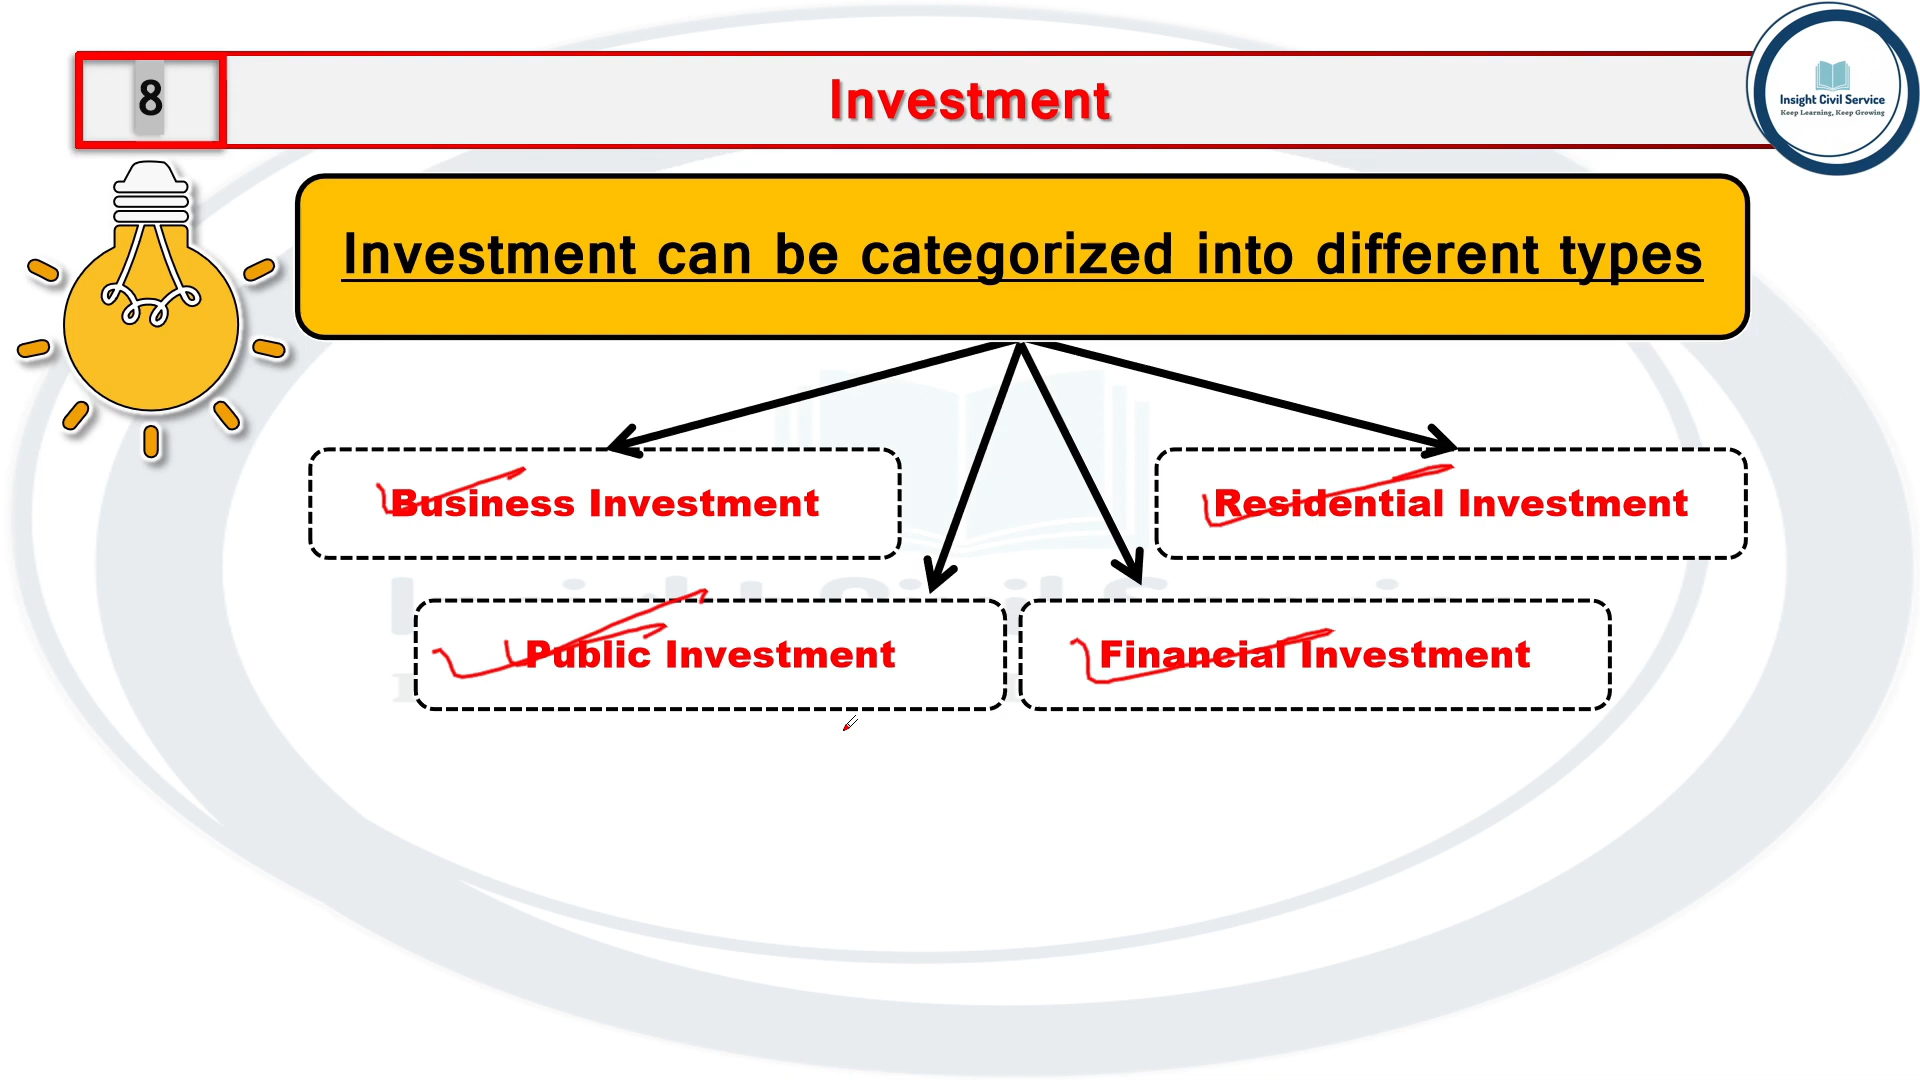 8
Investment
Insight Civil Service
Keep Learning, Keep Growing
Investment can be categorized into different types
Business Investment
Residential Investment
Public Investment
Financial Investment